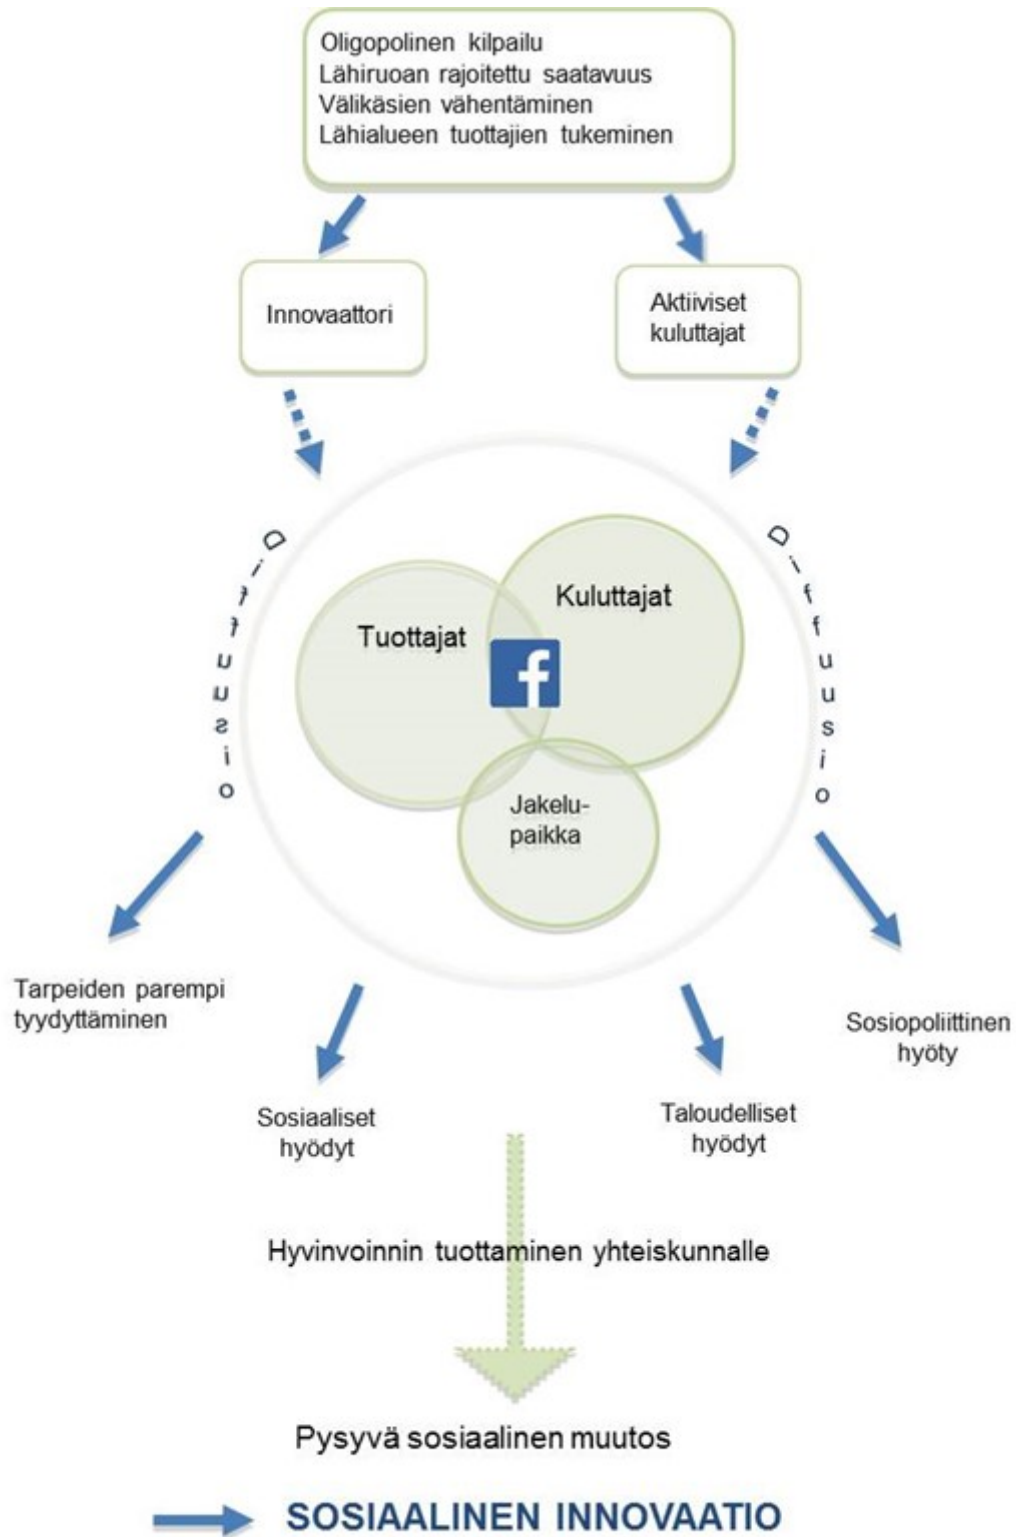 Oligopolinen kilpailu
Lähiruoan rajoitettu saatavuus
Välikäsien vähentäminen
Lähialueen tuottajien tukeminen
Innovaattori
Aktiiviset
kuluttajat
Diffuusio
Diffuusio
Tuottajat
Kuluttajat
f
Jakelu-
paikka
Tarpeiden parempi
tyydyttäminen
Sosiaaliset
hyödyt
Taloudelliset
hyödyt
Sosiopoliittinen
hyöty
Hyvinvoinnin tuottaminen yhteiskunnalle
Pysyvä sosiaalinen muutos
SOSIAALINEN INNOVAATIO